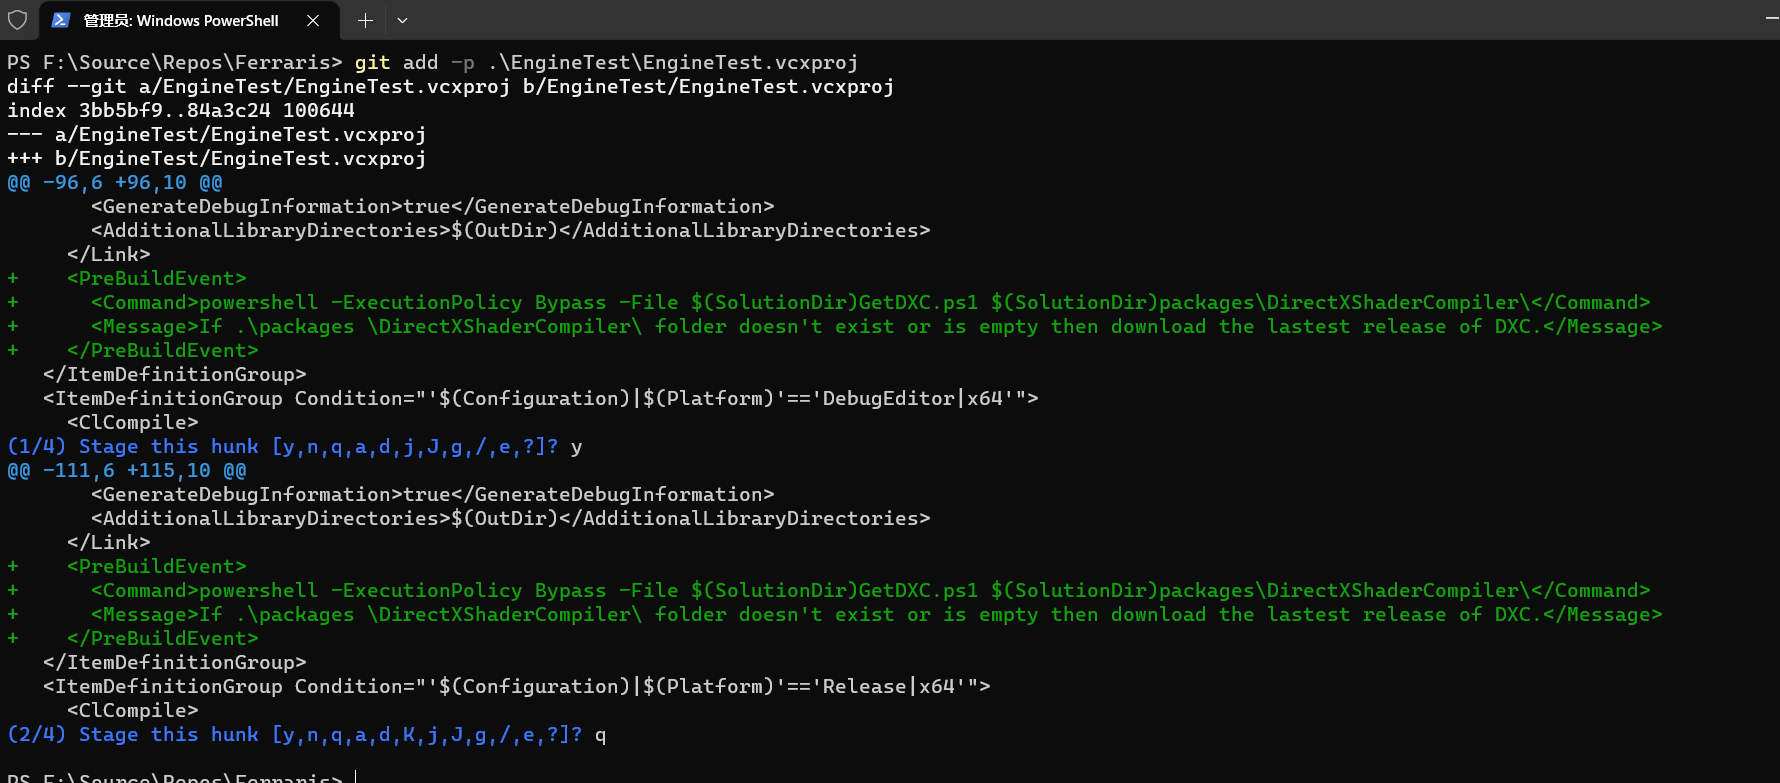 管理员: Windows PowerShell
PS F:\Source\Repos\Ferraris> git add -p .\EngineTest\EngineTest.vcxproj
diff --git a/EngineTest/EngineTest.vcxproj b/EngineTest/EngineTest.vcxproj
index 3bb5bf9..84a3c24 100644
--- a/EngineTest/EngineTest.vcxproj
+++ b/EngineTest/EngineTest.vcxproj
@@ -96,6 +96,10 @@
       <GenerateDebugInformation>true</GenerateDebugInformation>
       <AdditionalLibraryDirectories>$(OutDir)</AdditionalLibraryDirectories>
     </Link>
+    <PreBuildEvent>
+      <Command>powershell -ExecutionPolicy Bypass -File $(SolutionDir)GetDXC.ps1 $(SolutionDir)packages\DirectXShaderCompiler\</Command>
+      <Message>If .\packages \DirectXShaderCompiler\ folder doesn't exist or is empty then download the lastest release of DXC.</Message>
+    </PreBuildEvent>
   </ItemDefinitionGroup>
   <ItemDefinitionGroup Condition="'$(Configuration)|$(Platform)'=='DebugEditor|x64'">
     <ClCompile>
(1/4) Stage this hunk [y,n,q,a,d,j,J,g,/,e,?]? y
@@ -111,6 +115,10 @@
       <GenerateDebugInformation>true</GenerateDebugInformation>
       <AdditionalLibraryDirectories>$(OutDir)</AdditionalLibraryDirectories>
     </Link>
+    <PreBuildEvent>
+      <Command>powershell -ExecutionPolicy Bypass -File $(SolutionDir)GetDXC.ps1 $(SolutionDir)packages\DirectXShaderCompiler\</Command>
+      <Message>If .\packages \DirectXShaderCompiler\ folder doesn't exist or is empty then download the lastest release of DXC.</Message>
+    </PreBuildEvent>
   </ItemDefinitionGroup>
   <ItemDefinitionGroup Condition="'$(Configuration)|$(Platform)'=='Release|x64'">
     <ClCompile>
(2/4) Stage this hunk [y,n,q,a,d,K,j,J,g,/,e,?]? q
PS F:\Source\Repos\Ferraris>